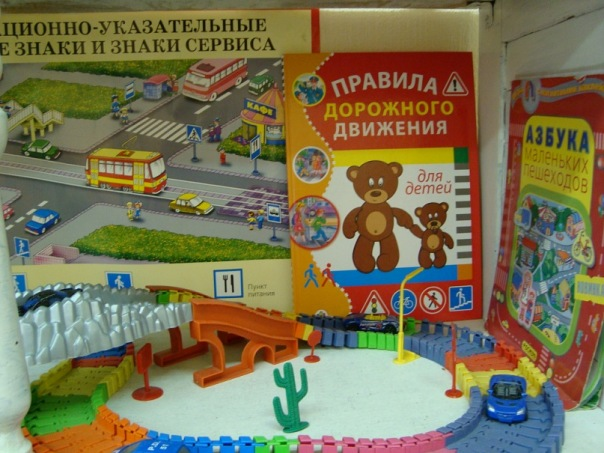 ЦИОННО-УКАЗАТЕЛЬНЫЕ
Е ЗНАКИ И ЗНАКИ СЕРВИСА
КАФЕ
Пункт
питания
ПРАВИЛА
ДОРОЖНОГО
ДВИЖЕНИЯ
для
детей
АЗБУКА
маленьких
пешеходов